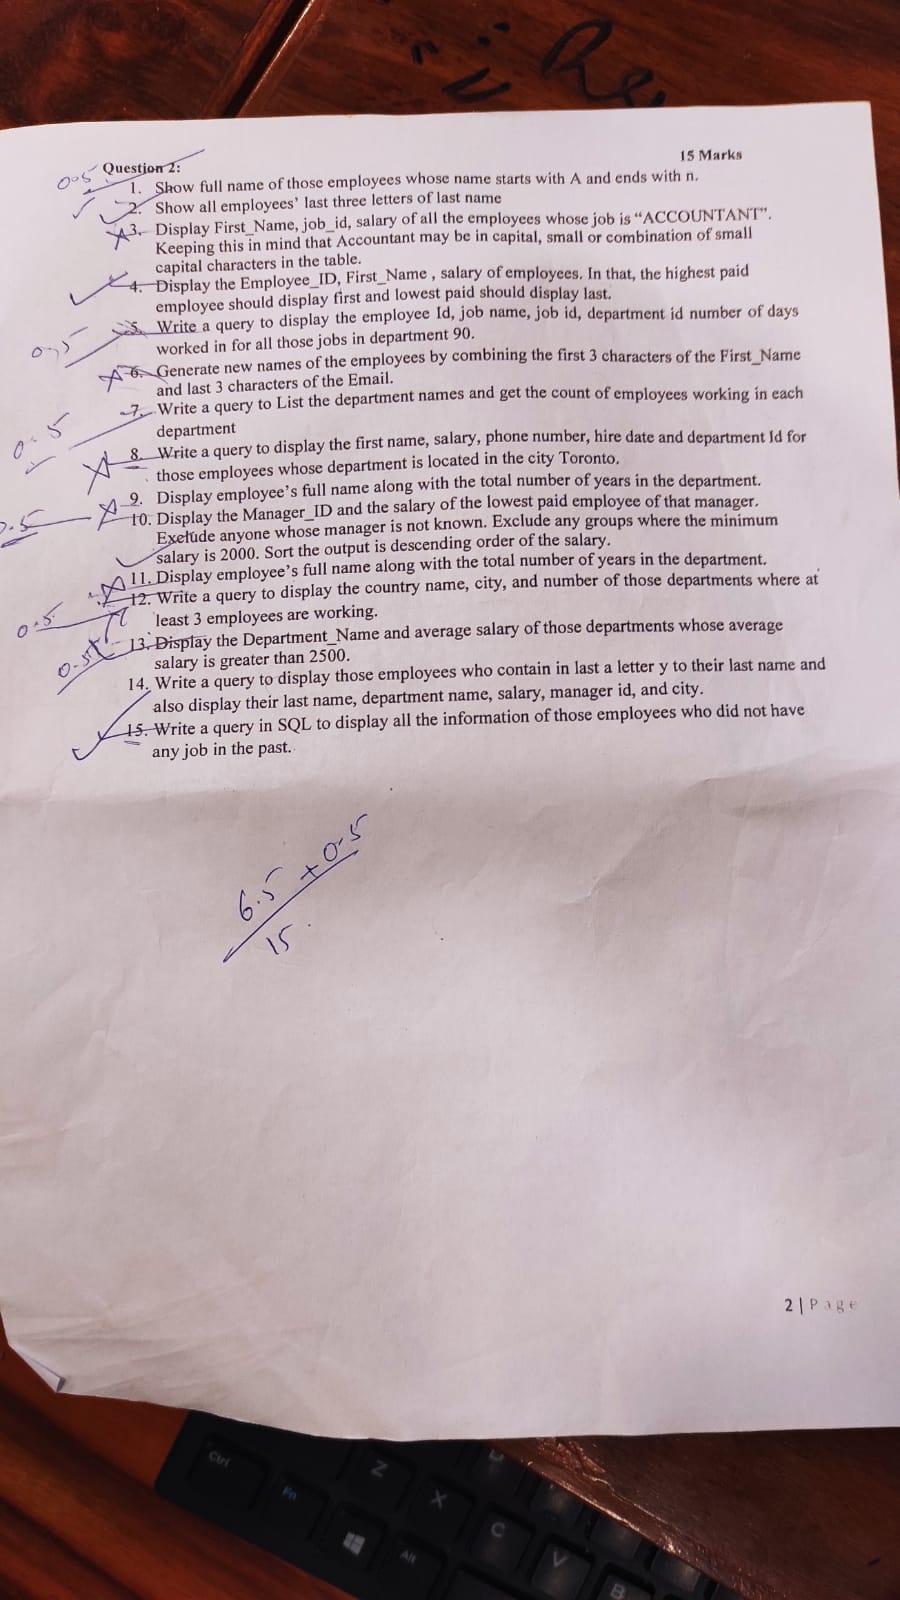 Re
Question 2: 15 Marks
0.5 1. Show full name of those employees whose name starts with A and ends with n.
2. Show all employees' last three letters of last name
3. Display First_Name, job_id, salary of all the employees whose job is "ACCOUNTANT".
Keeping this in mind that Accountant may be in capital, small or combination of small
capital characters in the table.
4. Display the Employee_ID, First_Name , salary of employees. In that, the highest paid
employee should display first and lowest paid should display last.
0.5 5. Write a query to display the employee Id, job name, job id, department id number of days
worked in for all those jobs in department 90.
6. Generate new names of the employees by combining the first 3 characters of the First_Name
and last 3 characters of the Email.
0.5 7. Write a query to List the department names and get the count of employees working in each
department
8. Write a query to display the first name, salary, phone number, hire date and department Id for
those employees whose department is located in the city Toronto.
9. Display employee's full name along with the total number of years in the department.
0.5 10. Display the Manager_ID and the salary of the lowest paid employee of that manager.
Exclude anyone whose manager is not known. Exclude any groups where the minimum
salary is 2000. Sort the output is descending order of the salary.
11. Display employee's full name along with the total number of years in the department.
0.5 12. Write a query to display the country name, city, and number of those departments where at
least 3 employees are working.
0.5 13. Display the Department_Name and average salary of those departments whose average
salary is greater than 2500.
14. Write a query to display those employees who contain in last a letter y to their last name and
also display their last name, department name, salary, manager id, and city.
15. Write a query in SQL to display all the information of those employees who did not have
any job in the past.
6.5 + 0.5
15
2 | Page
Ctrl
Fn
Alt
Z
X
C
V
B